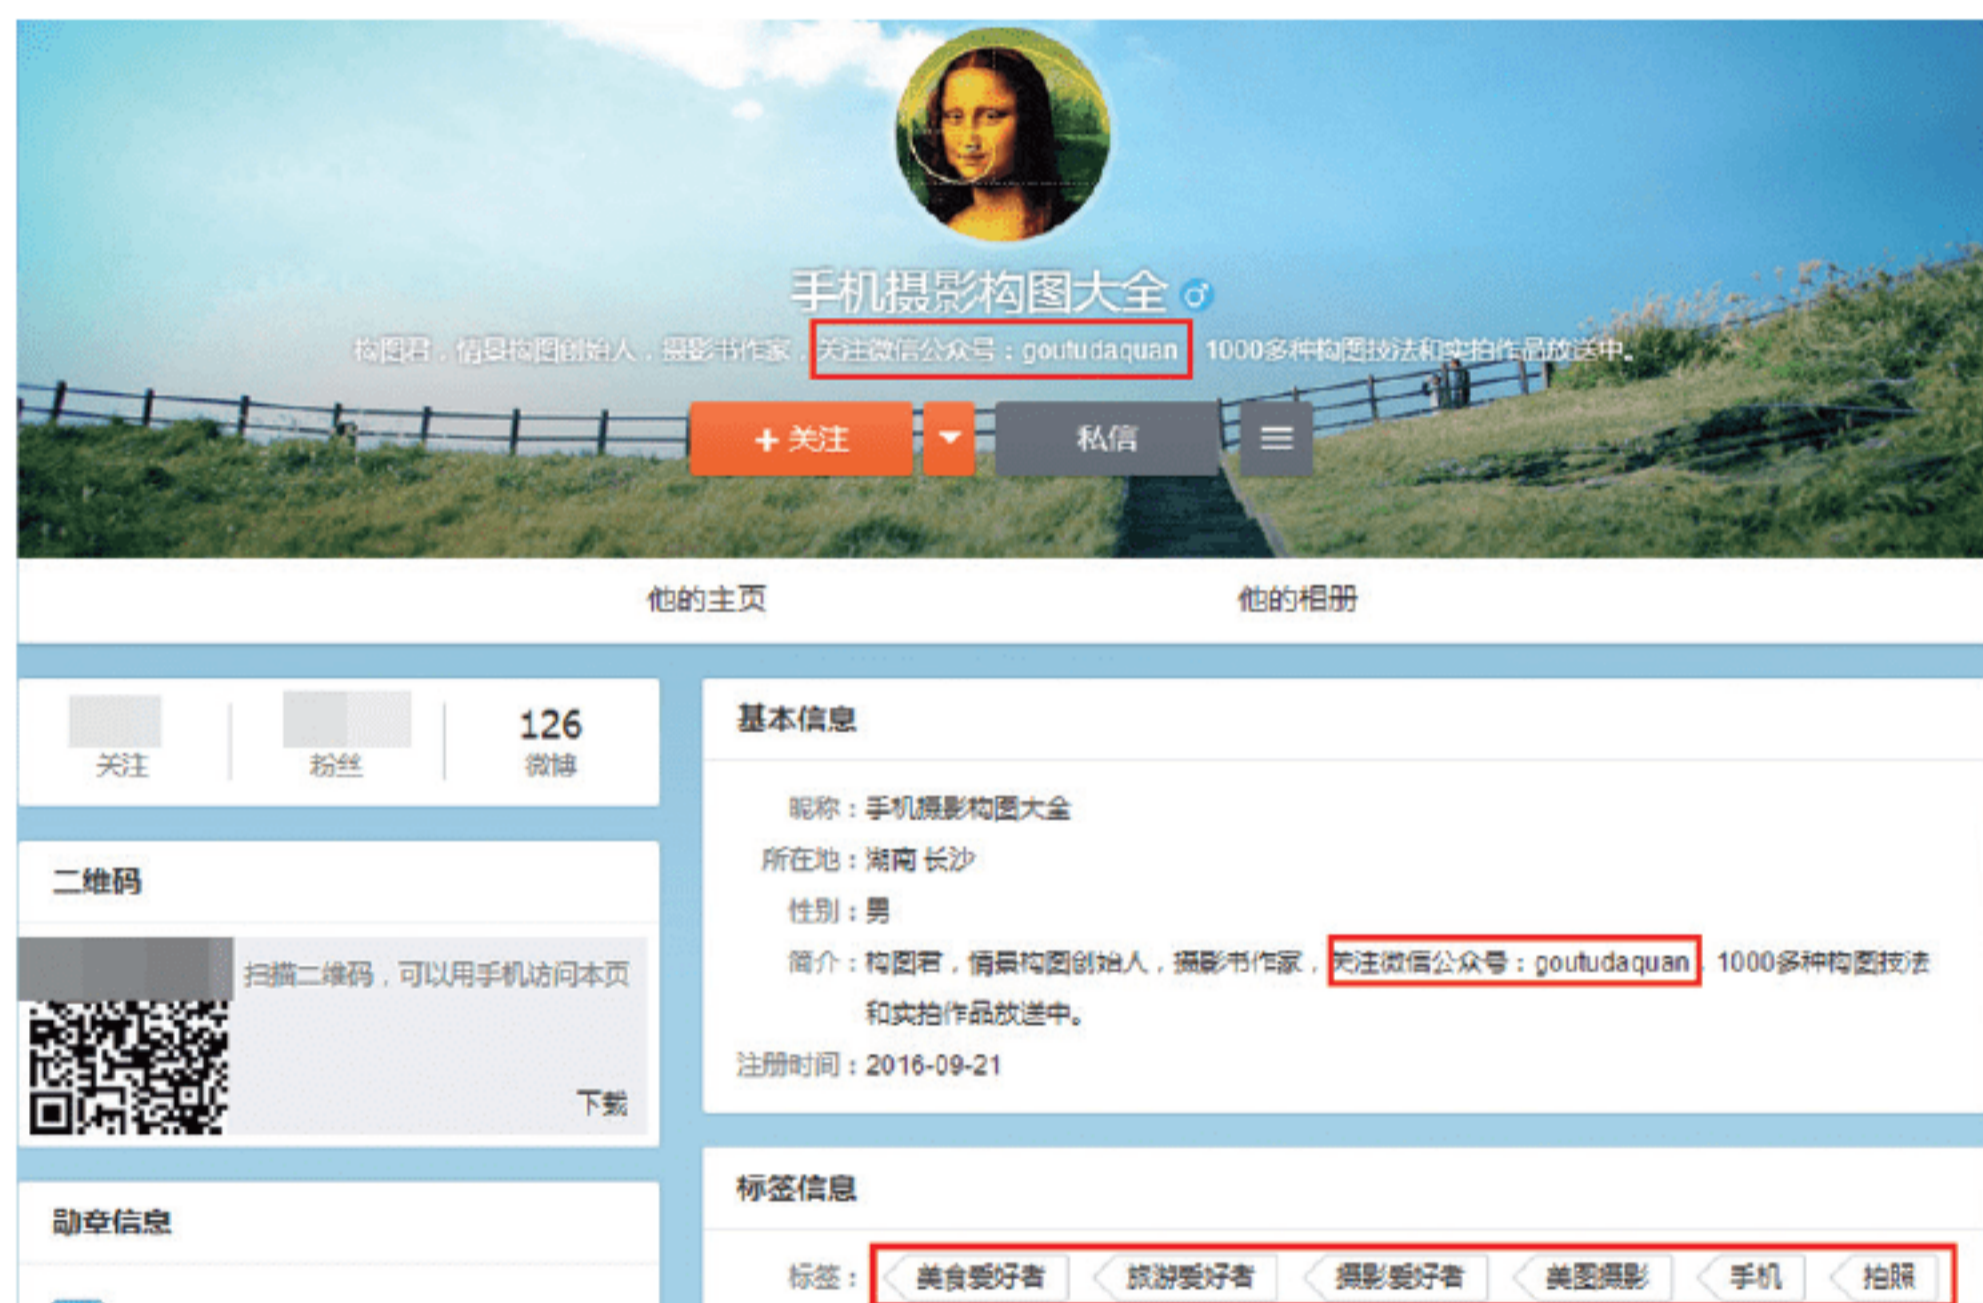 手机摄影构图大全
构图君，情景构图创始人，摄影书作家，关注微信公众号：goutudaquan，1000多种构图技法和实拍作品放送中。
+关注
私信
他的主页
他的相册
126
关注
粉丝
微博
二维码
扫描二维码，可以用手机访问本页
下载
勋章信息
基本信息
昵称：手机摄影构图大全
所在地：湖南 长沙
性别：男
简介：构图君，情景构图创始人，摄影书作家，关注微信公众号：goutudaquan，1000多种构图技法
和实拍作品放送中。
注册时间：2016-09-21
标签信息
标签： 美食爱好者 旅游爱好者 摄影爱好者 美图摄影 手机 拍照